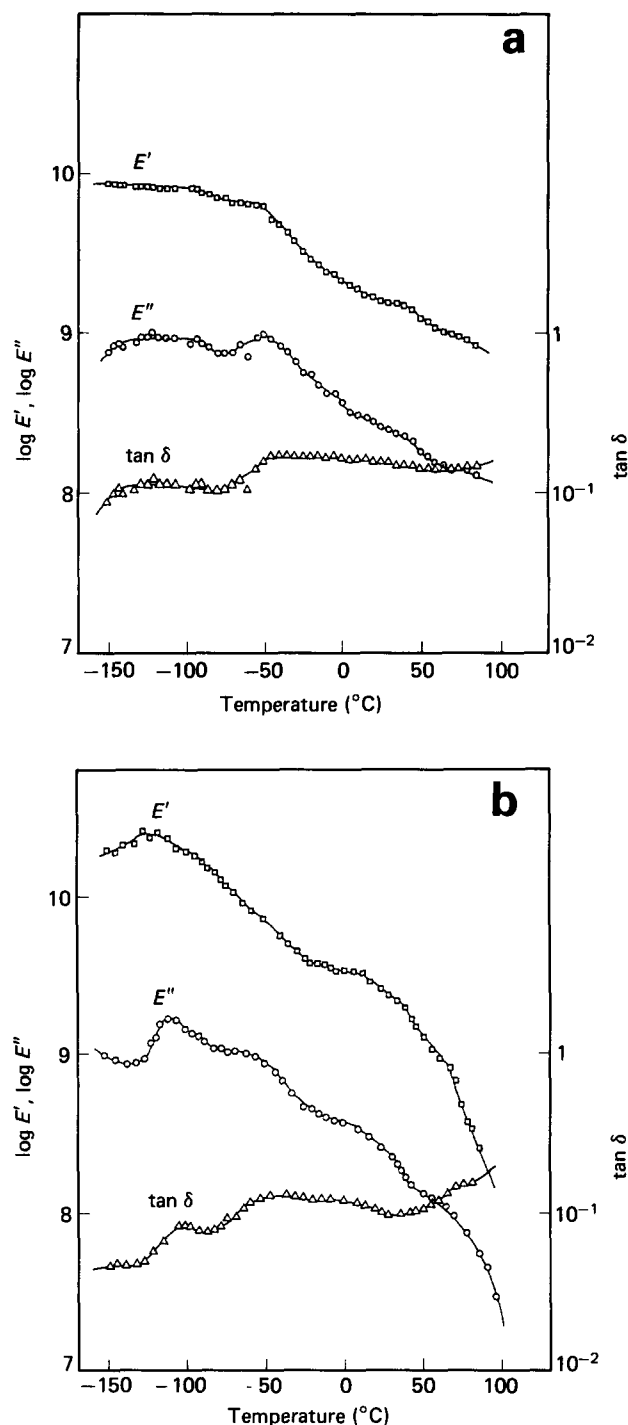 a
10
E'
E"
9
1
log E', log E"
tan δ
tan δ
8
10⁻¹
7
10⁻²
−150 −100 −50 0 50 100
Temperature (°C)
b
E'
10
E"
9
1
log E', log E"
tan δ
tan δ
8
10⁻¹
7
10⁻²
−150 −100 -50 0 50 100
Temperature (°C)